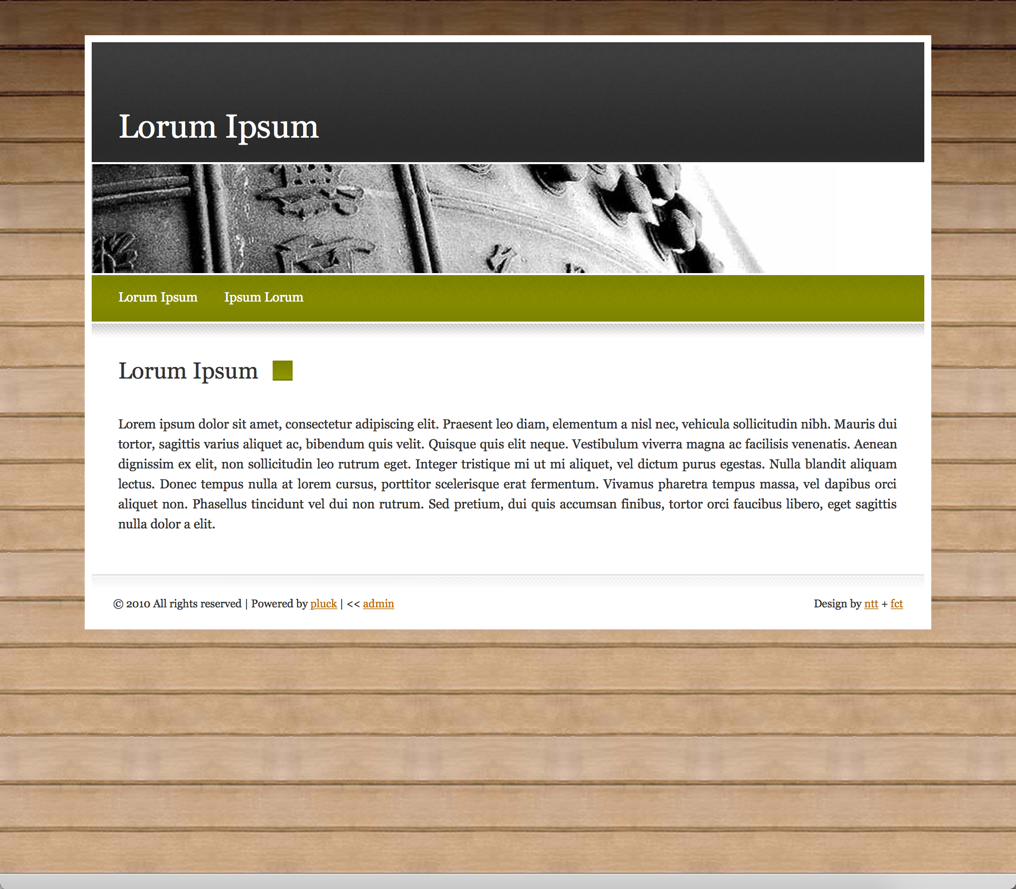 Lorum Ipsum
Lorum Ipsum Ipsum Lorum
Lorum Ipsum
Lorem ipsum dolor sit amet, consectetur adipiscing elit. Praesent leo diam, elementum a nisl nec, vehicula sollicitudin nibh. Mauris dui
tortor, sagittis varius aliquet ac, bibendum quis velit. Quisque quis elit neque. Vestibulum viverra magna ac facilisis venenatis. Aenean
dignissim ex elit, non sollicitudin leo rutrum eget. Integer tristique mi ut mi aliquet, vel dictum purus egestas. Nulla blandit aliquam
lectus. Donec tempus nulla at lorem cursus, porttitor scelerisque erat fermentum. Vivamus pharetra tempus massa, vel dapibus orci
aliquet non. Phasellus tincidunt vel dui non rutrum. Sed pretium, dui quis accumsan finibus, tortor orci faucibus libero, eget sagittis
nulla dolor a elit.
© 2010 All rights reserved | Powered by pluck | << admin Design by ntt + fct